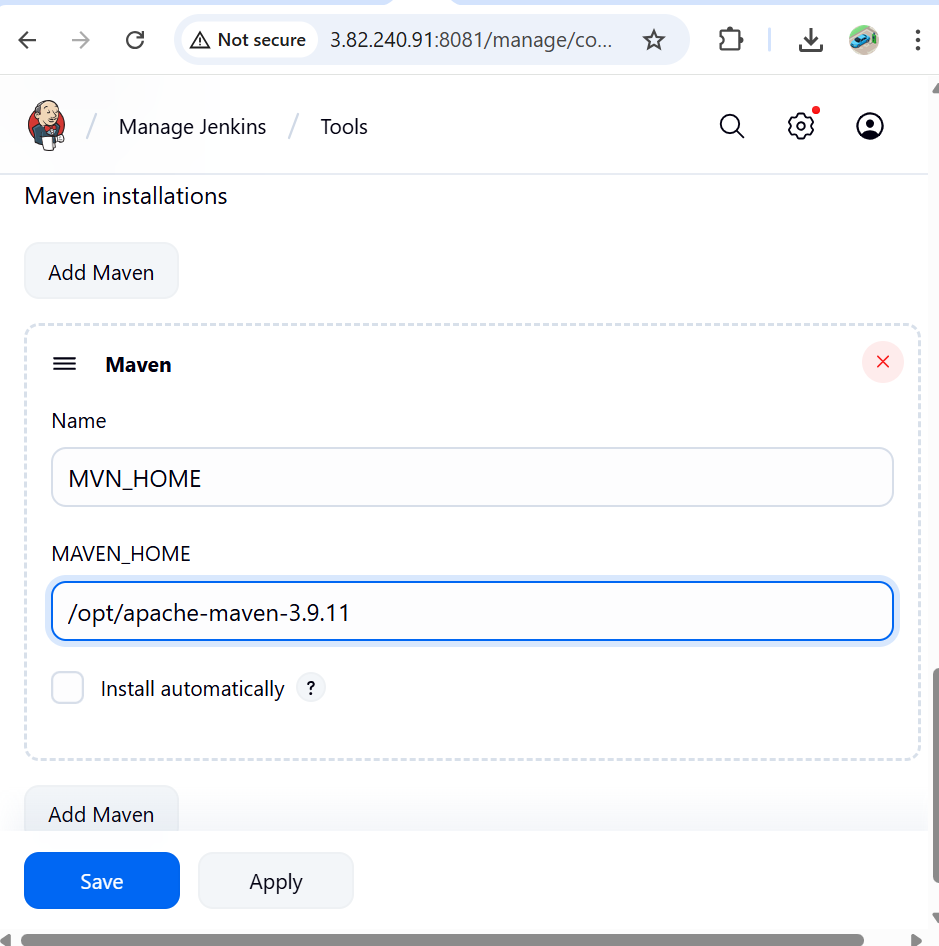 Not secure 3.82.240.91:8081/manage/co...
Manage Jenkins / Tools
Maven installations
Add Maven
Maven
Name
MVN_HOME
MAVEN_HOME
/opt/apache-maven-3.9.11
Install automatically ?
Add Maven
Save Apply